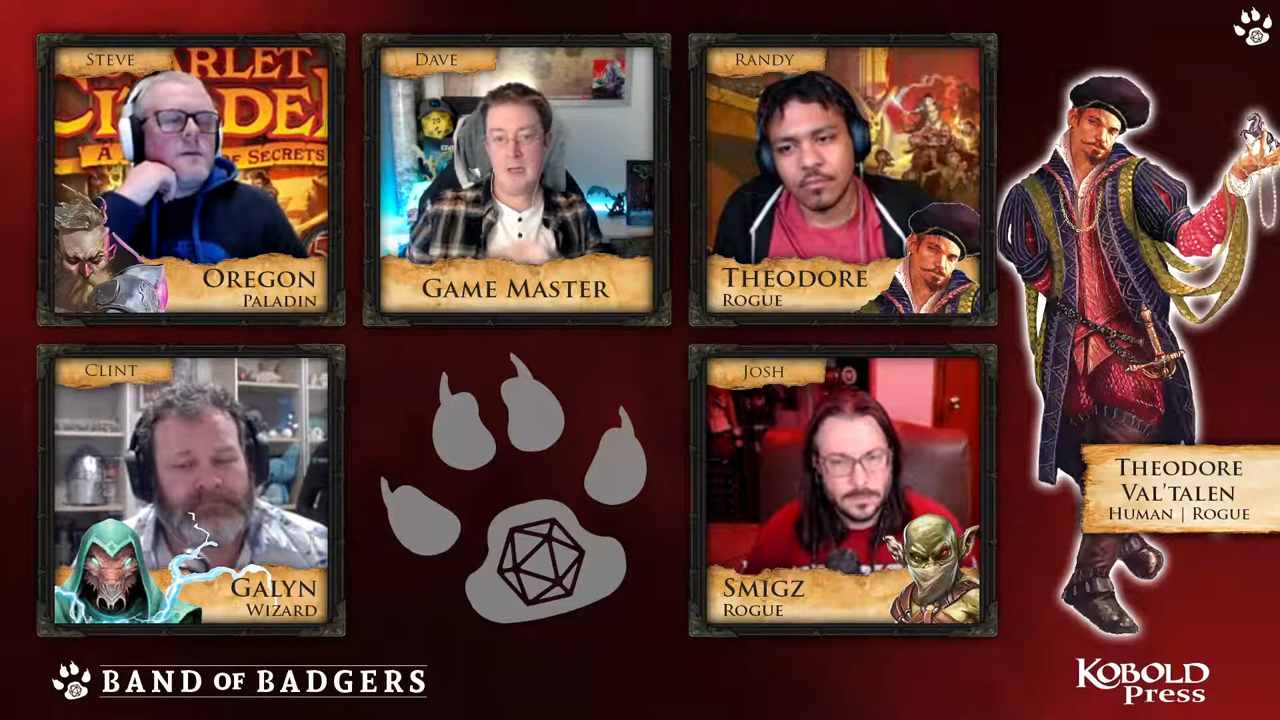 STEVE
SCARLET
CITADEL
OF SECRETS
OREGON
PALADIN
DAVE
20
GAME MASTER
RANDY
THEODORE
ROGUE
CLINT
GALYN
WIZARD
JOSH
SMIGZ
ROGUE
THEODORE
VAL'TALEN
HUMAN | ROGUE
BAND OF BADGERS
KOBOLD
Press